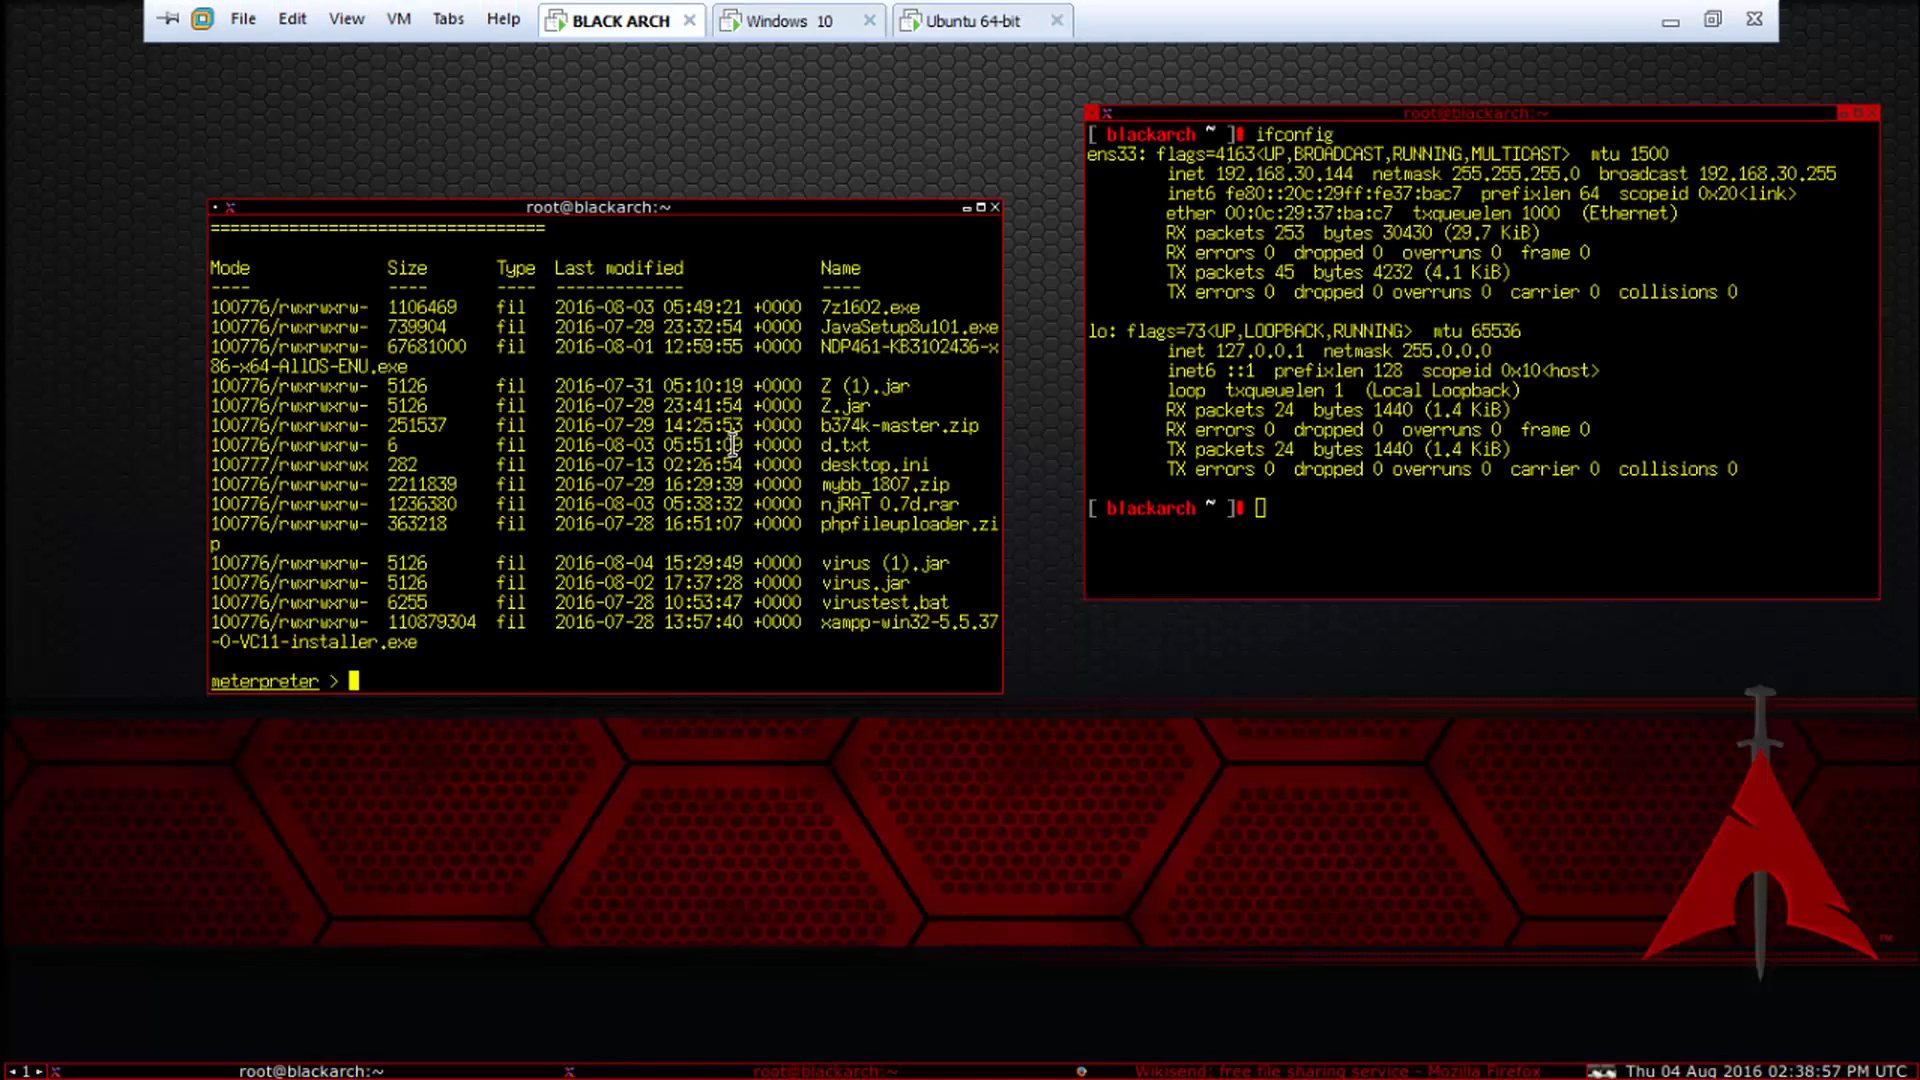 File Edit View VM Tabs Help BLACK ARCH Windows 10 Ubuntu 64-bit
root@blackarch:~
================================
Mode Size Type Last modified Name
---- ---- ---- ------------- ----
100776/rwxrwxrw- 1106469 fil 2016-08-03 05:49:21 +0000 7z1602.exe
100776/rwxrwxrw- 739904 fil 2016-07-29 23:32:54 +0000 JavaSetup8u101.exe
100776/rwxrwxrw- 67681000 fil 2016-08-01 12:59:55 +0000 NDP461-KB3102436-x
86-x64-AllOS-ENU.exe
100776/rwxrwxrw- 5126 fil 2016-07-31 05:10:19 +0000 Z (1).jar
100776/rwxrwxrw- 5126 fil 2016-07-29 23:41:54 +0000 Z.jar
100776/rwxrwxrw- 251537 fil 2016-07-29 14:25:53 +0000 b374k-master.zip
100776/rwxrwxrw- 6 fil 2016-08-03 +0000 d.txt
100777/rwxrwxrwx 282 fil 2016-07-13 02:26:54 +0000 desktop.ini
100776/rwxrwxrw- 2211839 fil 2016-07-29 16:29:39 +0000 mybb_1807.zip
100776/rwxrwxrw- 1236380 fil 2016-08-03 05:38:32 +0000 njRAT 0.7d.rar
100776/rwxrwxrw- 363218 fil 2016-07-28 16:51:07 +0000 phpfileuploader.zi
p
100776/rwxrwxrw- 5126 fil 2016-08-04 15:29:49 +0000 virus (1).jar
100776/rwxrwxrw- 5126 fil 2016-08-02 17:37:28 +0000 virus.jar
100776/rwxrwxrw- 6255 fil 2016-07-28 10:53:47 +0000 virustest.bat
100776/rwxrwxrw- 110879304 fil 2016-07-28 13:57:40 +0000 xampp-win32-5.5.37
-0-VC11-installer.exe
meterpreter >
root@blackarch:~
[ blackarch ~ ] ifconfig
ens33: flags=4163<UP,BROADCAST,RUNNING,MULTICAST> mtu 1500
inet 192.168.30.144 netmask 255.255.255.0 broadcast 192.168.30.255
inet6 fe80::20c:29ff:fe37:bac7 prefixlen 64 scopeid 0x20<link>
ether 00:0c:29:37:ba:c7 txqueuelen 1000 (Ethernet)
RX packets 253 bytes 30430 (29.7 KiB)
RX errors 0 dropped 0 overruns 0 frame 0
TX packets 45 bytes 4232 (4.1 KiB)
TX errors 0 dropped 0 overruns 0 carrier 0 collisions 0
lo: flags=73<UP,LOOPBACK,RUNNING> mtu 65536
inet 127.0.0.1 netmask 255.0.0.0
inet6 ::1 prefixlen 128 scopeid 0x10<host>
loop txqueuelen 1 (Local Loopback)
RX packets 24 bytes 1440 (1.4 KiB)
RX errors 0 dropped 0 overruns 0 frame 0
TX packets 24 bytes 1440 (1.4 KiB)
TX errors 0 dropped 0 overruns 0 carrier 0 collisions 0
[ blackarch ~ ]
TM
1 root@blackarch:~ root@blackarch:~ Wikisend: free file sharing service - Mozilla Firefox Thu 04 Aug 2016 02:38:57 PM UTC